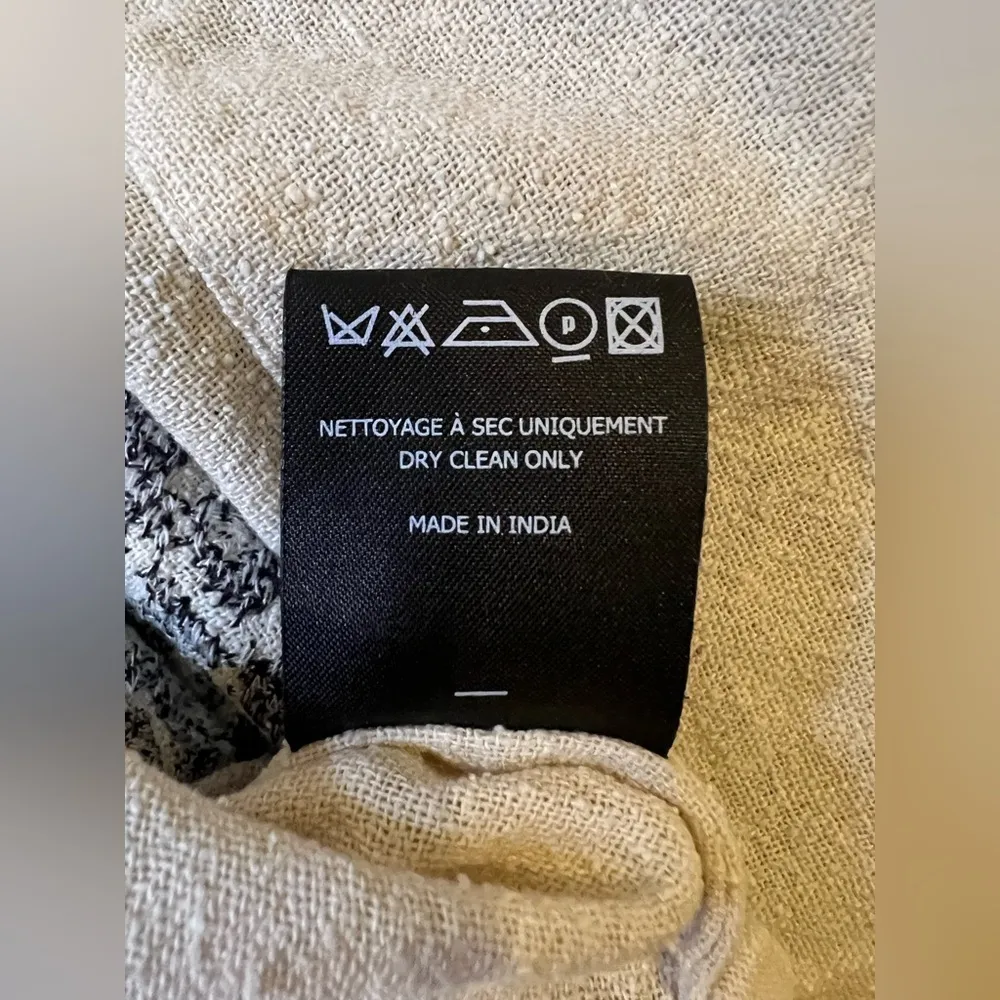 p
NETTOYAGE À SEC UNIQUEMENT
DRY CLEAN ONLY
MADE IN INDIA